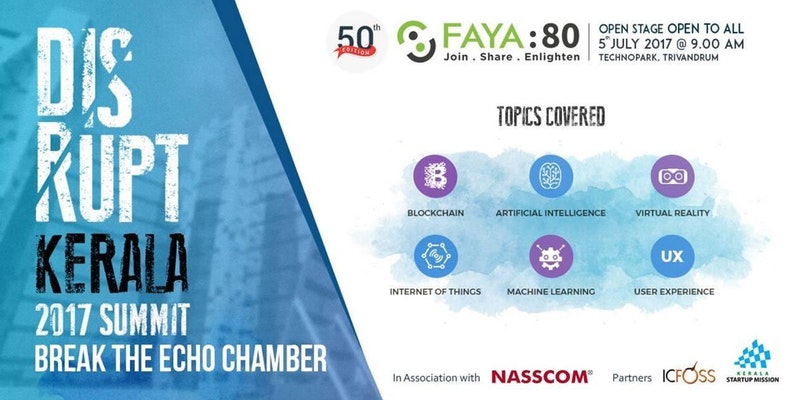 DIS
RUPT
KERALA
2017 SUMMIT
BREAK THE ECHO CHAMBER
50th
EDITION
FAYA:80
Join . Share . Enlighten
OPEN STAGE OPEN TO ALL
5th JULY 2017 @ 9.00 AM
TECHNOPARK, TRIVANDRUM
TOPICS COVERED
BLOCKCHAIN
ARTIFICIAL INTELLIGENCE
VIRTUAL REALITY
INTERNET OF THINGS
MACHINE LEARNING
UX
USER EXPERIENCE
In Association with NASSCOM®
Partners ICFOSS
KERALA
STARTUP MISSION